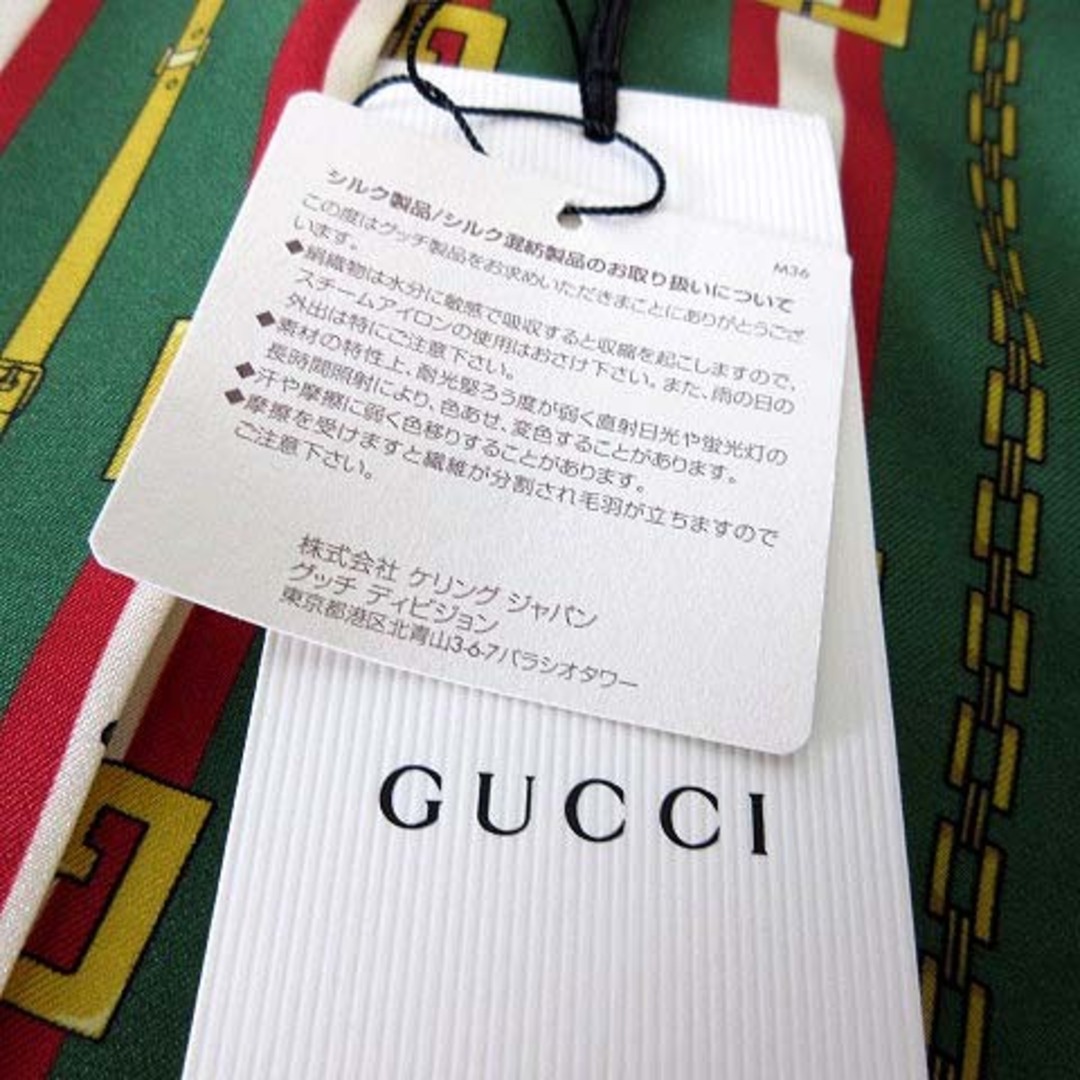 M36
シルク製品/シルク混紡製品のお取り扱いについて
この度はグッチ製品をお求めいただきまことにありがとうござ
います。
◆絹織物は水分に敏感で吸収すると収縮を起こしますので、
スチームアイロンの使用はおさけ下さい。また、雨の日の
外出は特にご注意下さい。
◆素材の特性上、耐光堅ろう度が弱く直射日光や蛍光灯の
長時間照射により、色あせ、変色することがあります。
◆汗や摩擦に弱く色移りすることがあります。
◆摩擦を受けますと繊維が分割され毛羽が立ちますので
ご注意下さい。
株式会社 ケリング ジャパン
グッチ ディビジョン
東京都港区北青山3-6-7パラシオタワー
GUCCI